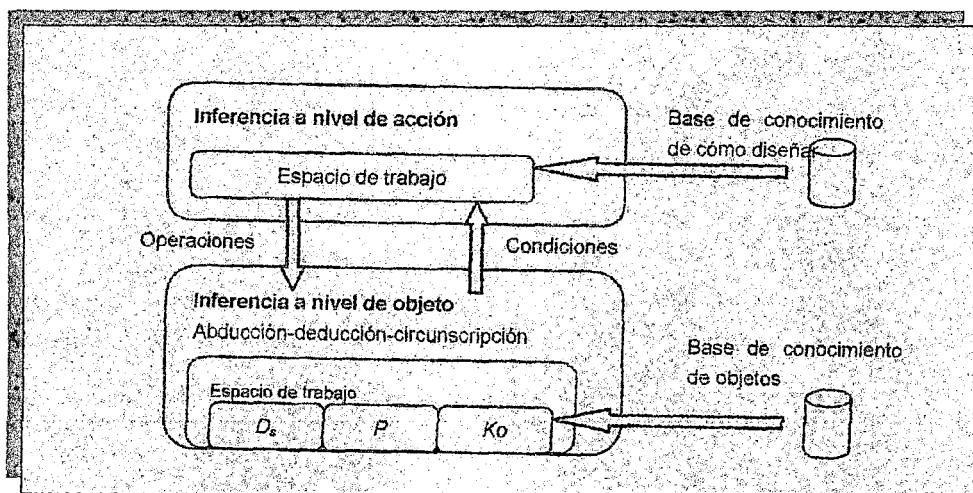 Inferencia a nivel de acción
Base de conocimiento
de cómo diseñar
Espacio de trabajo
Operaciones
Condiciones
Inferencia a nivel de objeto
Abducción-deducción-circunscripción
Base de conocimiento
de objetos
Espacio de trabajo
Ds
P
Ko